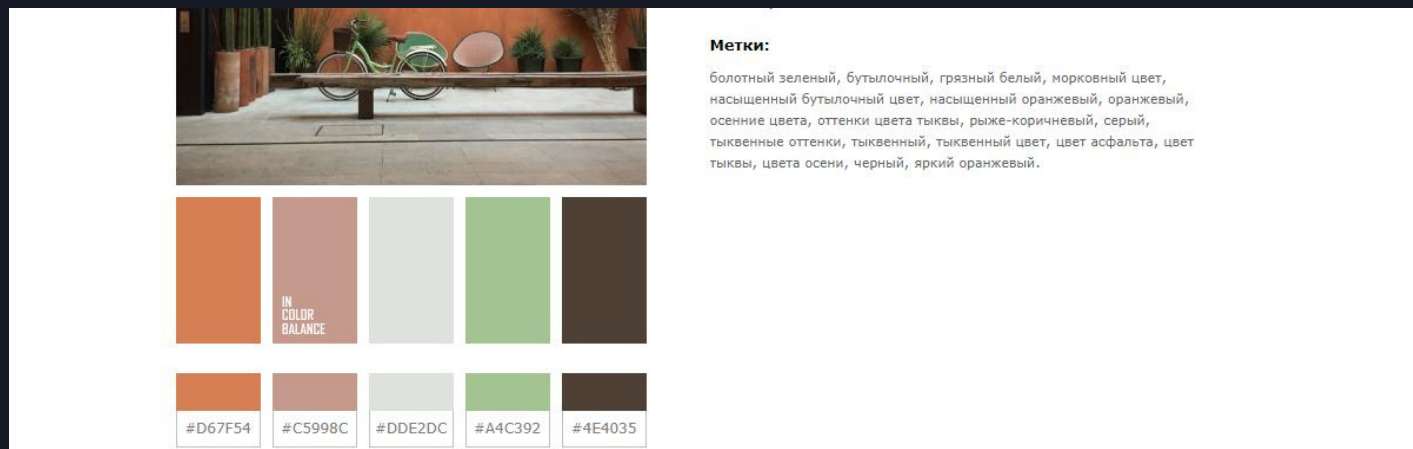 Метки:
болотный зеленый, бутылочный, грязный белый, морковный цвет,
насыщенный бутылочный цвет, насыщенный оранжевый, оранжевый,
осенние цвета, оттенки цвета тыквы, рыже-коричневый, серый,
тыквенные оттенки, тыквенный, тыквенный цвет, цвет асфальта, цвет
тыквы, цвета осени, черный, яркий оранжевый.
IN
COLOR
BALANCE
#D67F54 #C5998C #DDE2DC #A4C392 #4E4035